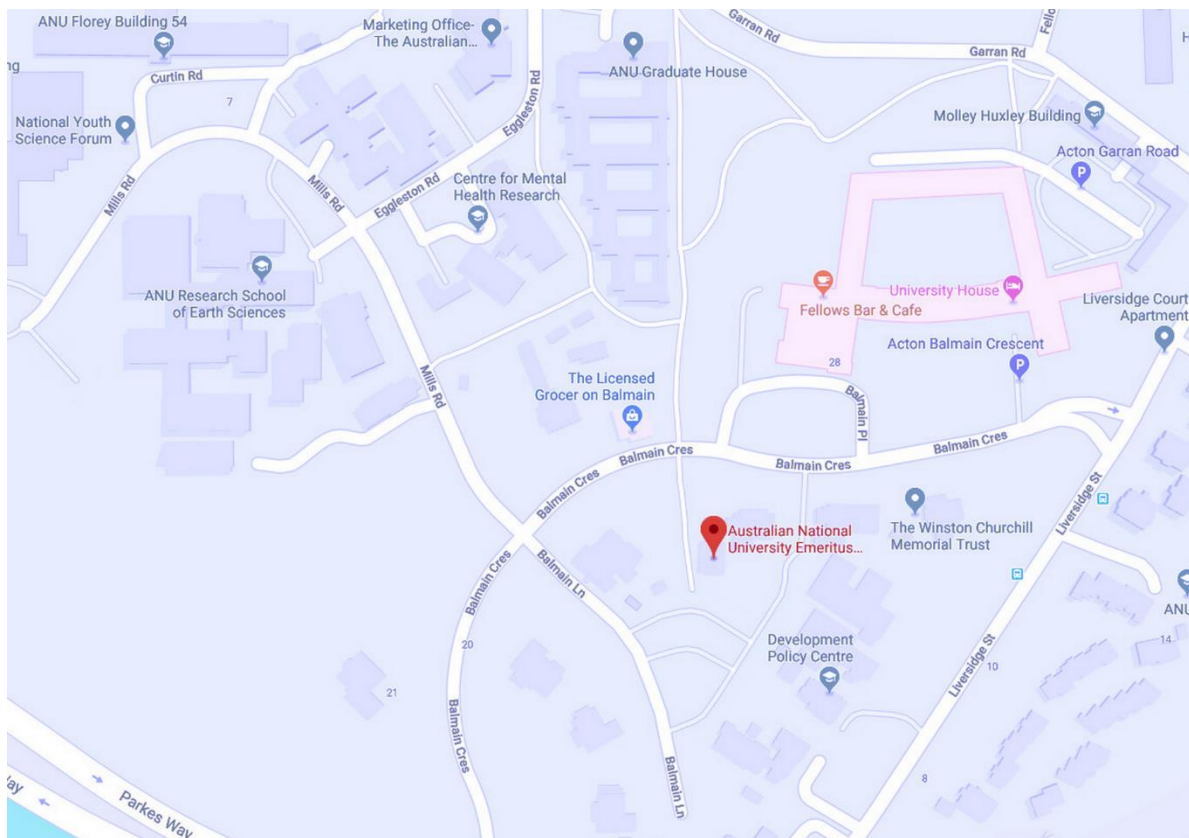 ANU Florey Building 54
Marketing Office-
The Australian...
Garran Rd
Fello
Garran Rd
Curtin Rd
ANU Graduate House
ng
H
7
Eggleston Rd
National Youth
Science Forum
Molley Huxley Building
Acton Garran Road
P
Mills Rd
Mills Rd
Eggleston Rd
Centre for Mental
Health Research
ANU Research School
of Earth Sciences
University House
Fellows Bar & Cafe
Liversidge Court
Apartment
Acton Balmain Crescent
P
28
The Licensed
Grocer on Balmain
Mills Rd
Balmain Pl
Balmain Cres
Balmain Cres
Balmain Cres
Balmain Cres
Liversidge St
Australian National
University Emeritus...
The Winston Churchill
Memorial Trust
Balmain Cres
Balmain Ln
ANU
14
20
Development
Policy Centre
21
10
Liversidge St
Balmain Cres
Balmain Ln
8
Parkes Way
Way